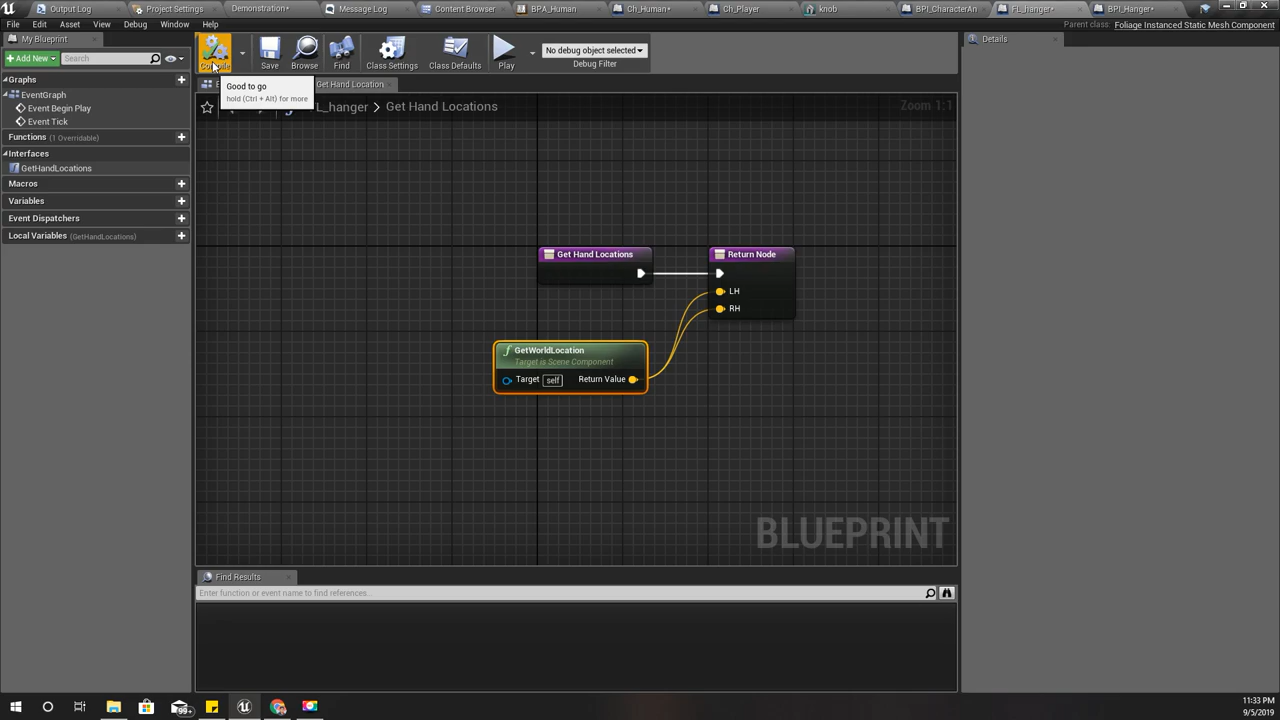 Output Log
Project Settings
Demonstration*
Message Log
Content Browser
BPA_Human
Ch_Human*
Ch_Player
knob
BPI_CharacterAn
FL_hanger*
BPI_Hanger*
File Edit Asset View Debug Window Help
Parent class: Foliage Instanced Static Mesh Component
My Blueprint
Add New
Search
Save
Browse
Find
Class Settings
Class Defaults
Play
No debug object selected
Debug Filter
Details
Good to go
hold (Ctrl + Alt) for more
Get Hand Locations
L_hanger > Get Hand Locations
Zoom 1:1
Graphs
EventGraph
Event Begin Play
Event Tick
Functions (1 Overridable)
Interfaces
GetHandLocations
Macros
Variables
Event Dispatchers
Local Variables (GetHandLocations)
Get Hand Locations
Return Node
LH
RH
GetWorldLocation
Target is Scene Component
Target self Return Value
BLUEPRINT
Find Results
Enter function or event name to find references...
99+
11:33 PM
9/5/2019